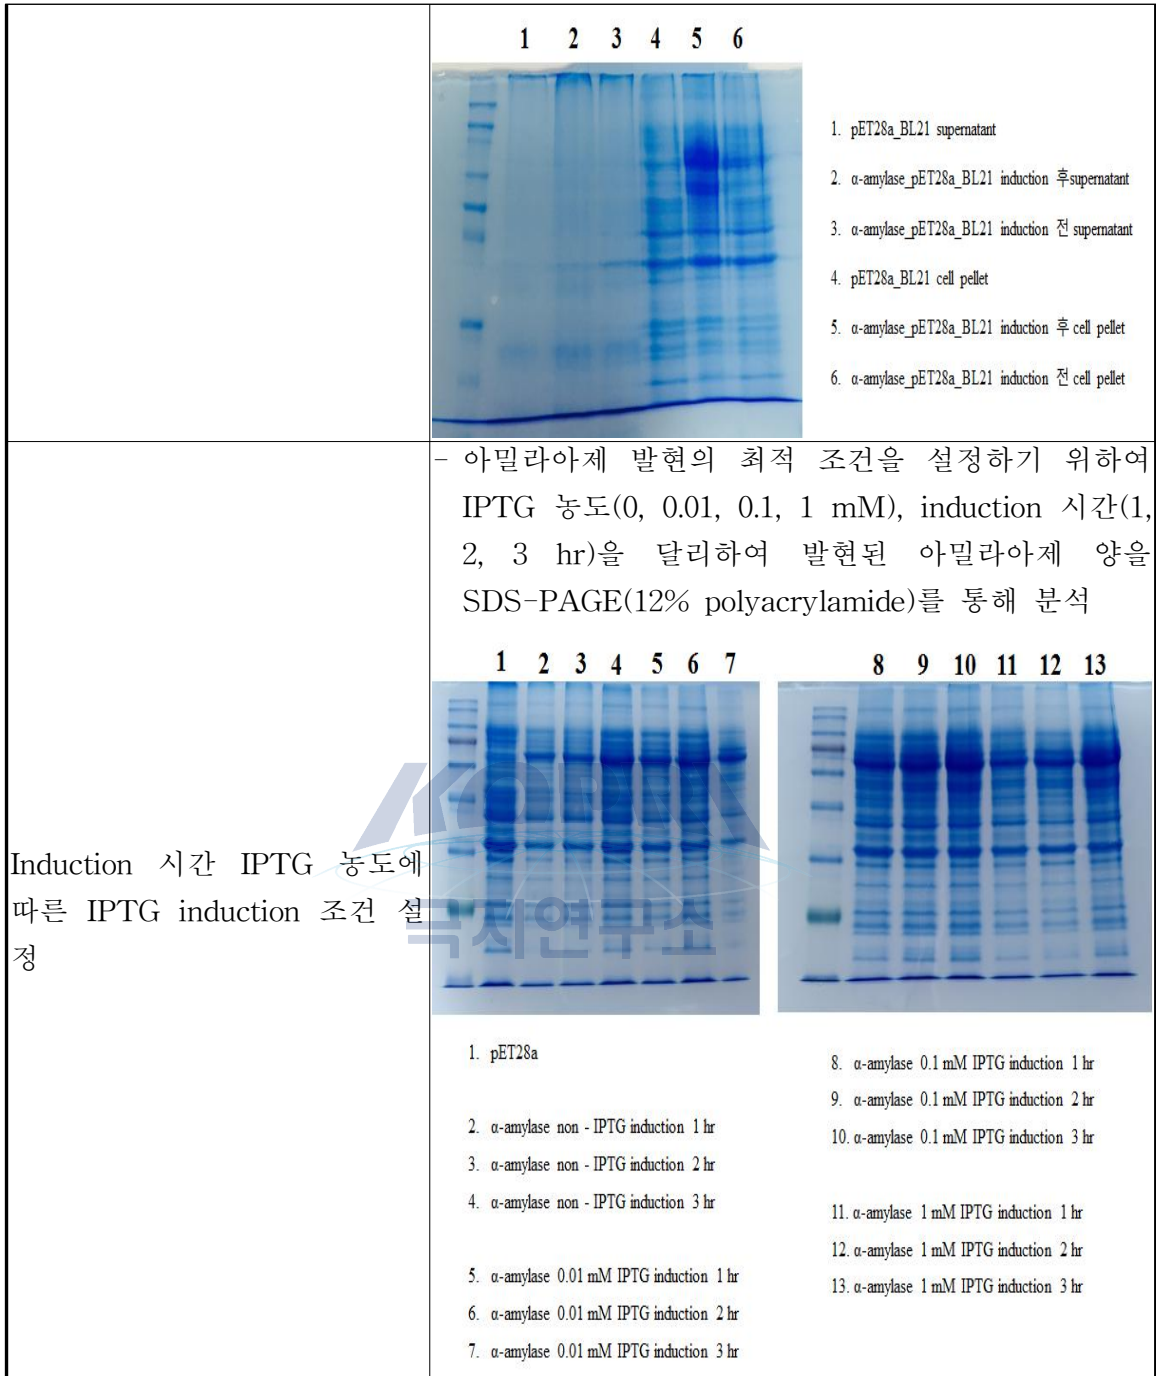 1 2 3 4 5 6
1. pET28a_BL21 supernatant
2. α-amylase_pET28a_BL21 induction 후supernatant
3. α-amylase_pET28a_BL21 induction 전 supernatant
4. pET28a_BL21 cell pellet
5. α-amylase_pET28a_BL21 induction 후 cell pellet
6. α-amylase_pET28a_BL21 induction 전 cell pellet
Induction 시간 IPTG 농도에
따른 IPTG induction 조건 설
정
- 아밀라아제 발현의 최적 조건을 설정하기 위하여
IPTG 농도(0, 0.01, 0.1, 1 mM), induction 시간(1,
2, 3 hr)을 달리하여 발현된 아밀라아제 양을
SDS-PAGE(12% polyacrylamide)를 통해 분석
1 2 3 4 5 6 7
8 9 10 11 12 13
KOPRI
극지연구소
1. pET28a
2. α-amylase non - IPTG induction 1 hr
3. α-amylase non - IPTG induction 2 hr
4. α-amylase non - IPTG induction 3 hr
5. α-amylase 0.01 mM IPTG induction 1 hr
6. α-amylase 0.01 mM IPTG induction 2 hr
7. α-amylase 0.01 mM IPTG induction 3 hr
8. α-amylase 0.1 mM IPTG induction 1 hr
9. α-amylase 0.1 mM IPTG induction 2 hr
10. α-amylase 0.1 mM IPTG induction 3 hr
11. α-amylase 1 mM IPTG induction 1 hr
12. α-amylase 1 mM IPTG induction 2 hr
13. α-amylase 1 mM IPTG induction 3 hr